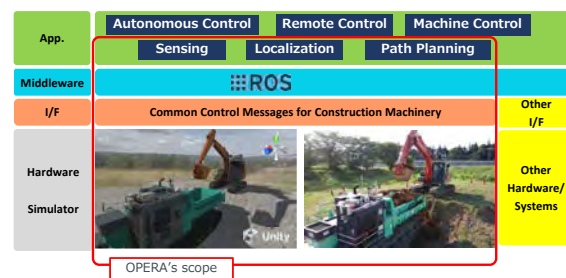 Autonomous Control Remote Control Machine Control
App.
Sensing Localization Path Planning
Middleware ROS
I/F Common Control Messages for Construction Machinery Other
I/F
Hardware
Simulator
Other
Hardware/
Systems
Unity
OPERA's scope